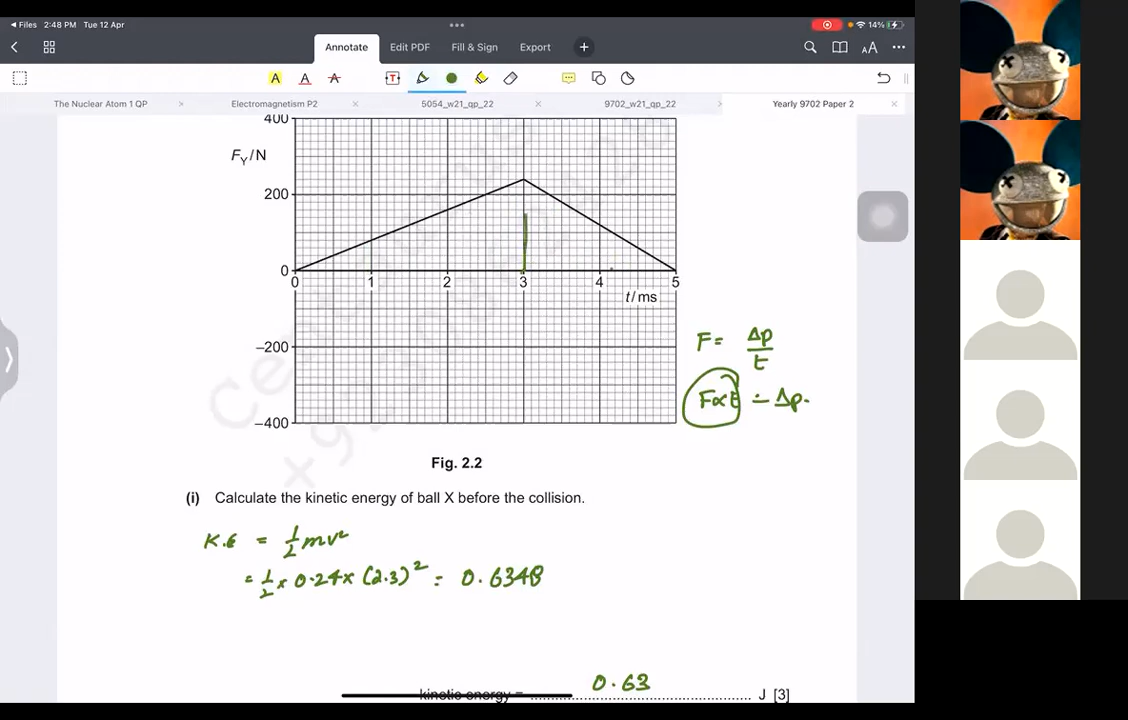 Files 2:48 PM Tue 12 Apr 14%
Annotate Edit PDF Fill & Sign Export
AA
A A A T
The Nuclear Atom 1 QP Electromagnetism P2 5054_w21_qp_22 9702_w21_qp_22 Yearly 9702 Paper 2
400
F_Y / N
200
0
0 1 2 3 4 5
t / ms
–200
–400
F = Δp/t
F∝t = Δp.
Fig. 2.2
(i) Calculate the kinetic energy of ball X before the collision.
K.E = 1/2 mv²
= 1/2 × 0.24 × (2.3)² = 0.6348
0.63
kinetic energy = ............ J [3]